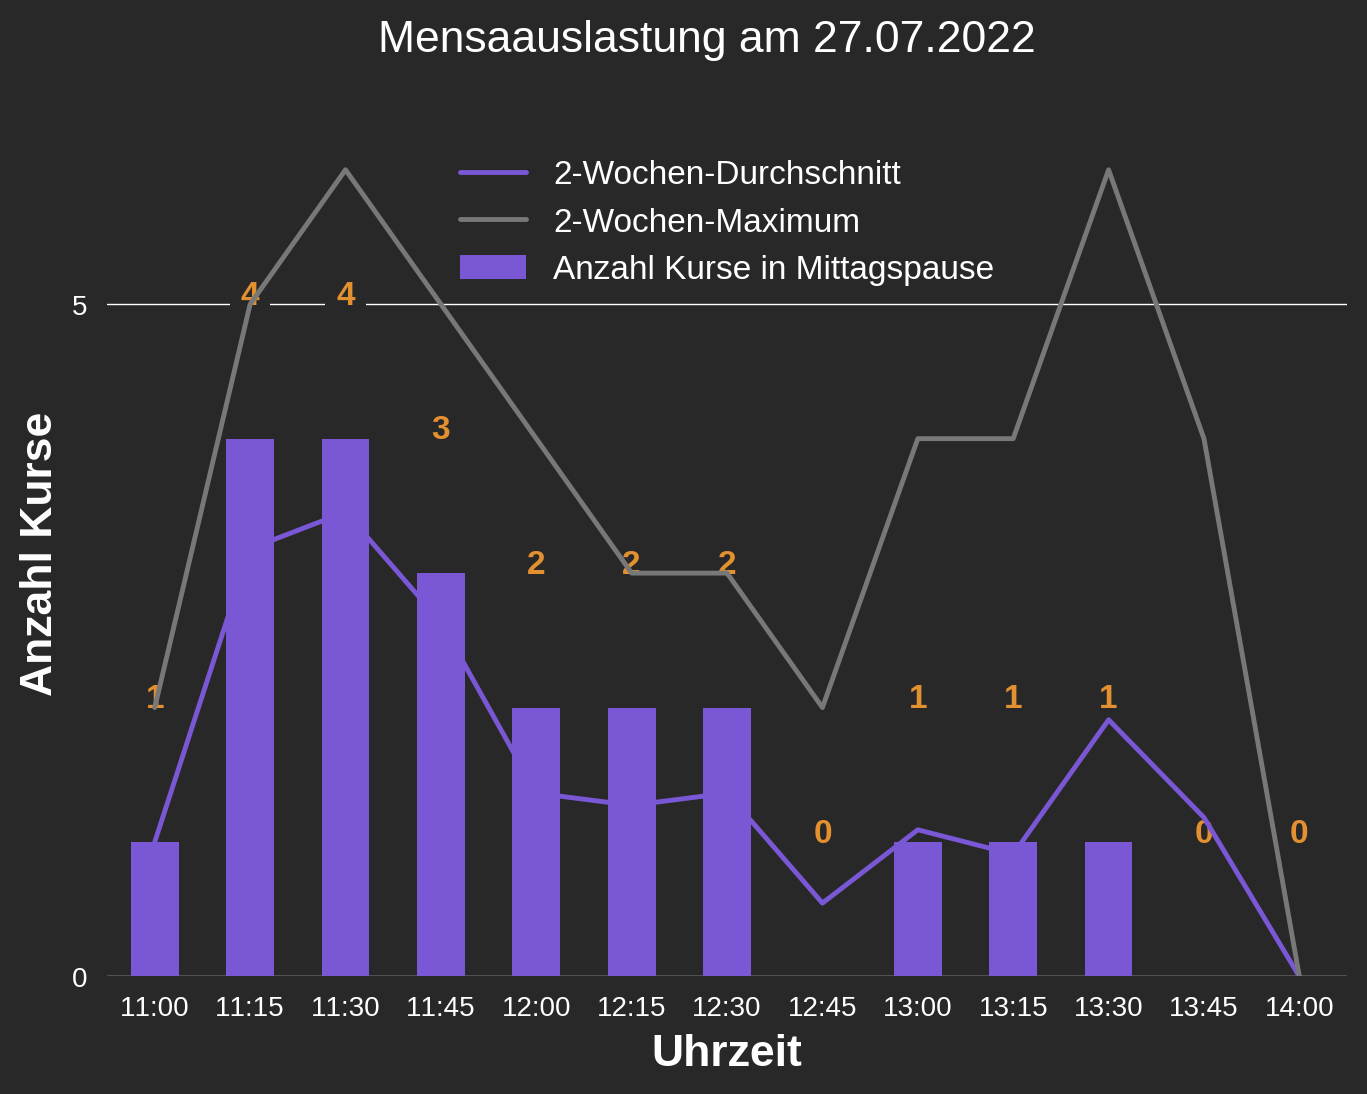 Mensaauslastung am 27.07.2022
2-Wochen-Durchschnitt
2-Wochen-Maximum
Anzahl Kurse in Mittagspause
4 4
5
3
2 2 2
1 1 1 1
0 0 0
0
Anzahl Kurse
11:00 11:15 11:30 11:45 12:00 12:15 12:30 12:45 13:00 13:15 13:30 13:45 14:00
Uhrzeit